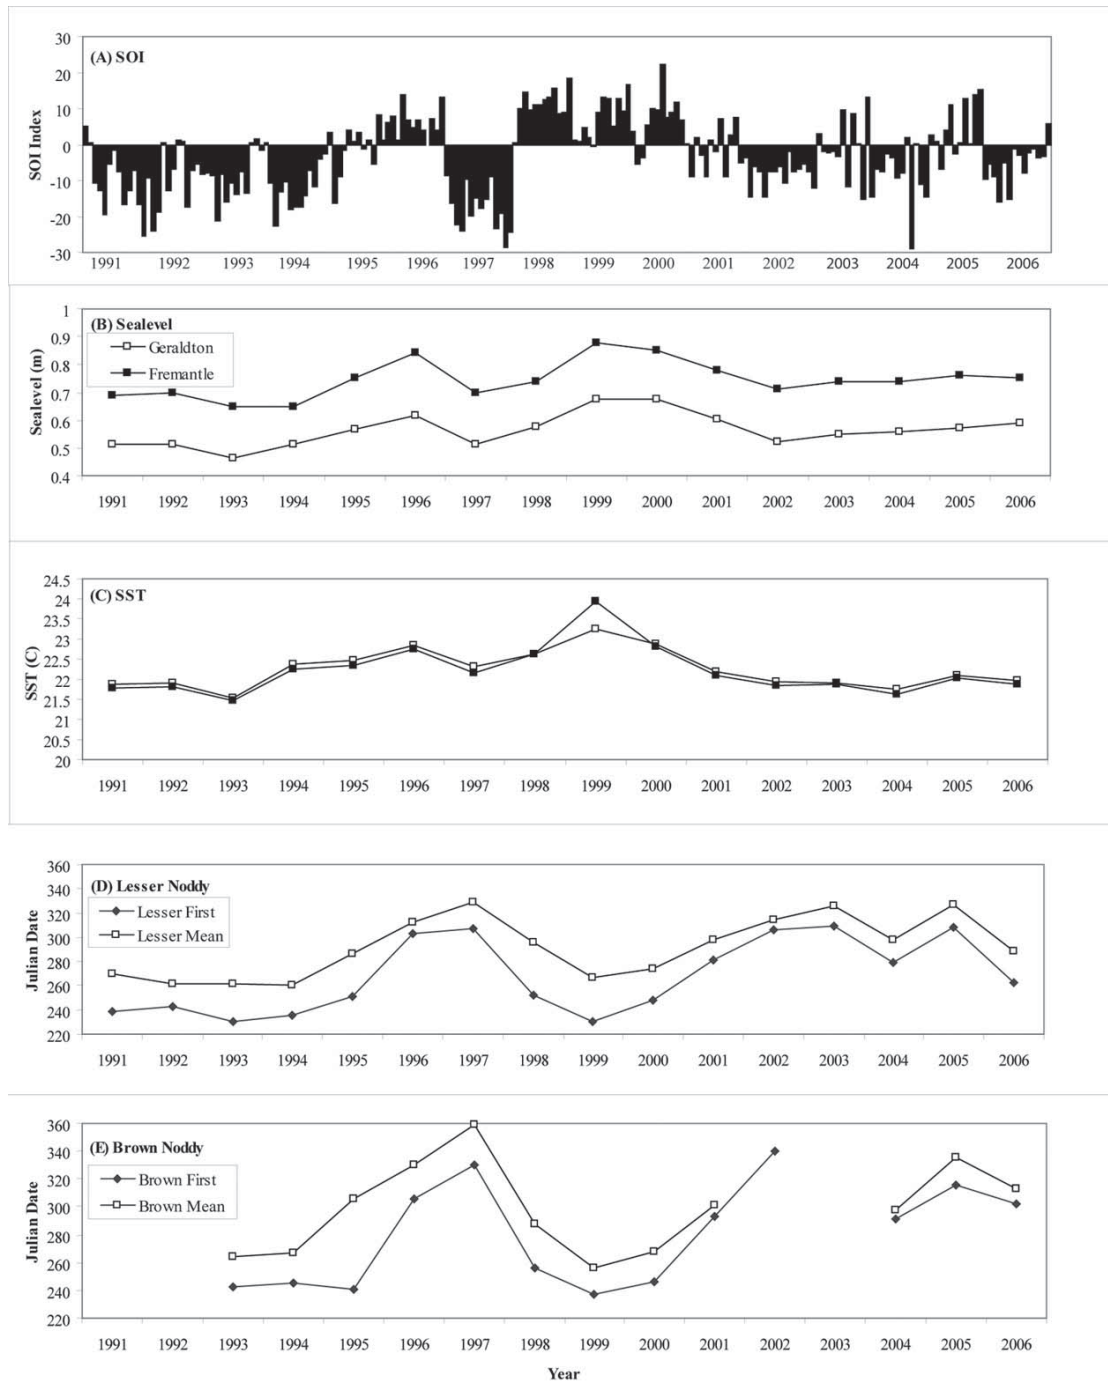 (A) SOI
SOI Index
30
20
10
0
-10
-20
-30
1991 1992 1993 1994 1995 1996 1997 1998 1999 2000 2001 2002 2003 2004 2005 2006
(B) Sealevel
Geraldton
Fremantle
Sealevel (m)
1
0.9
0.8
0.7
0.6
0.5
0.4
1991 1992 1993 1994 1995 1996 1997 1998 1999 2000 2001 2002 2003 2004 2005 2006
(C) SST
SST (C)
24.5
24
23.5
23
22.5
22
21.5
21
20.5
20
1991 1992 1993 1994 1995 1996 1997 1998 1999 2000 2001 2002 2003 2004 2005 2006
(D) Lesser Noddy
Lesser First
Lesser Mean
Julian Date
360
340
320
300
280
260
240
220
1991 1992 1993 1994 1995 1996 1997 1998 1999 2000 2001 2002 2003 2004 2005 2006
(E) Brown Noddy
Brown First
Brown Mean
Julian Date
360
340
320
300
280
260
240
220
1991 1992 1993 1994 1995 1996 1997 1998 1999 2000 2001 2002 2003 2004 2005 2006
Year